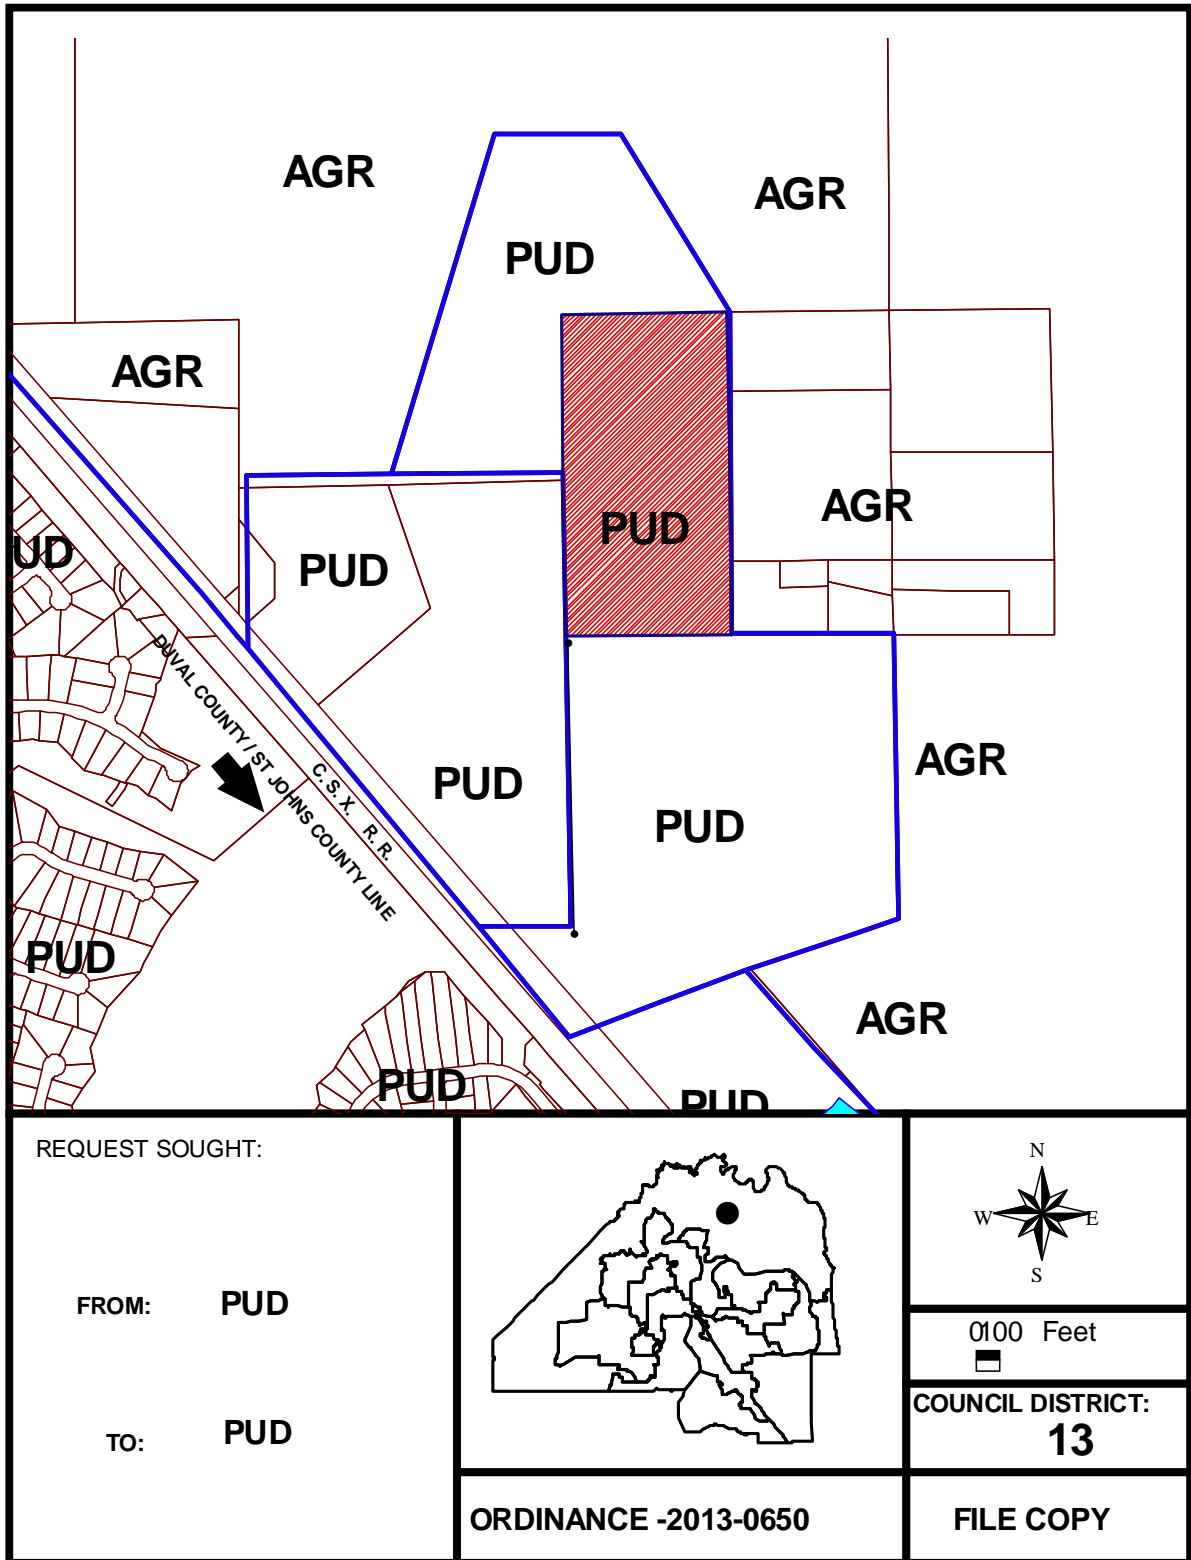 AGR
AGR
PUD
AGR
AGR
PUD
UD
PUD
DUVAL COUNTY / ST JOHNS COUNTY LINE
C. S. X. R. R.
AGR
PUD
PUD
PUD
AGR
PUD
PUD
REQUEST SOUGHT:
FROM: PUD
TO: PUD
N
W E
S
0100 Feet
COUNCIL DISTRICT:
13
ORDINANCE -2013-0650
FILE COPY